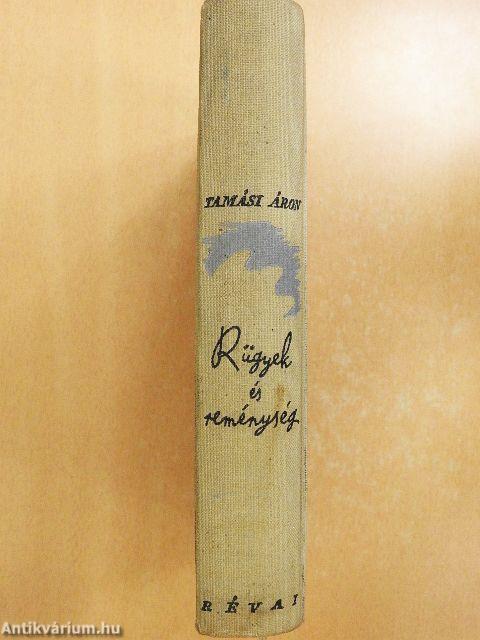 TAMÁSI ÁRON
Rügyek
és
reménység
RÉVAI
Antikvárium.hu